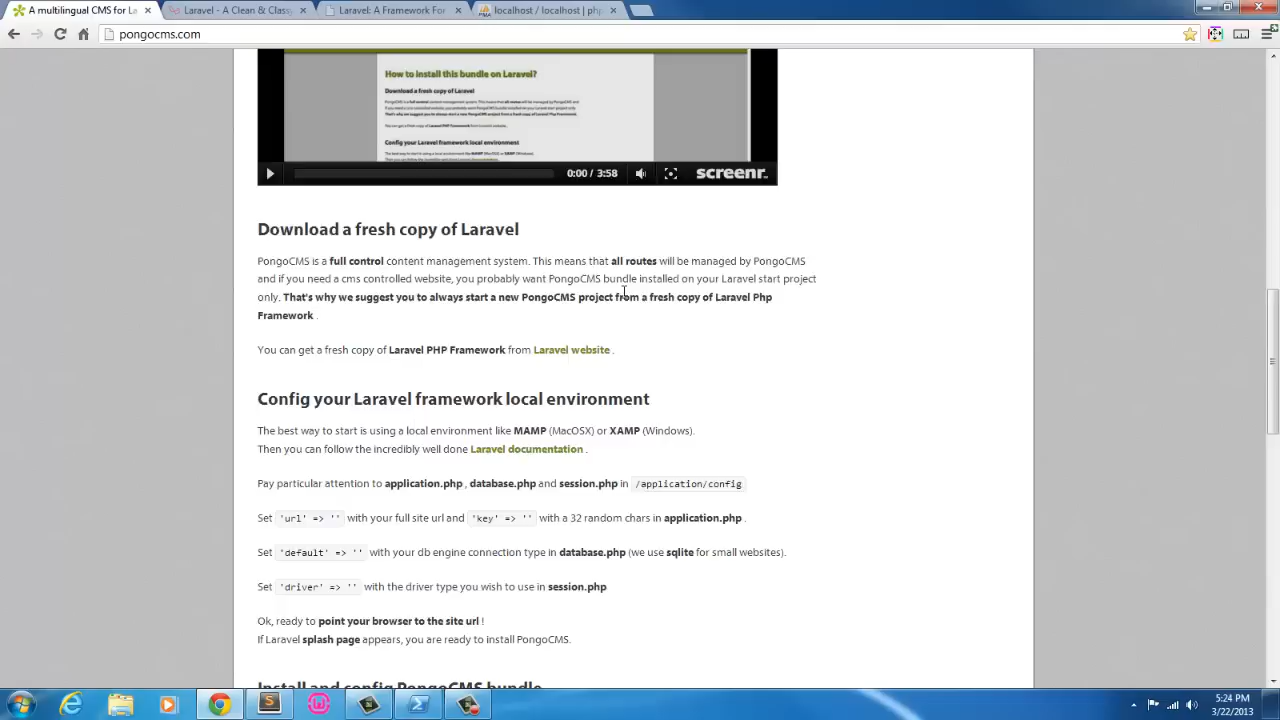 A multilingual CMS for La
Laravel - A Clean & Classy
Laravel: A Framework For
localhost / localhost | php
pongocms.com
How to install this bundle on Laravel?
Download a fresh copy of Laravel
Config your Laravel framework local environment
0:00 / 3:58
screenr
Download a fresh copy of Laravel
PongoCMS is a full control content management system. This means that all routes will be managed by PongoCMS
and if you need a cms controlled website, you probably want PongoCMS bundle installed on your Laravel start project
only. That's why we suggest you to always start a new PongoCMS project from a fresh copy of Laravel Php
Framework .
You can get a fresh copy of Laravel PHP Framework from Laravel website .
Config your Laravel framework local environment
The best way to start is using a local environment like MAMP (MacOSX) or XAMP (Windows).
Then you can follow the incredibly well done Laravel documentation .
Pay particular attention to application.php , database.php and session.php in /application/config
Set 'url' => '' with your full site url and 'key' => '' with a 32 random chars in application.php .
Set 'default' => '' with your db engine connection type in database.php (we use sqlite for small websites).
Set 'driver' => '' with the driver type you wish to use in session.php
Ok, ready to point your browser to the site url !
If Laravel splash page appears, you are ready to install PongoCMS.
Install and config PongoCMS bundle
5:24 PM
3/22/2013